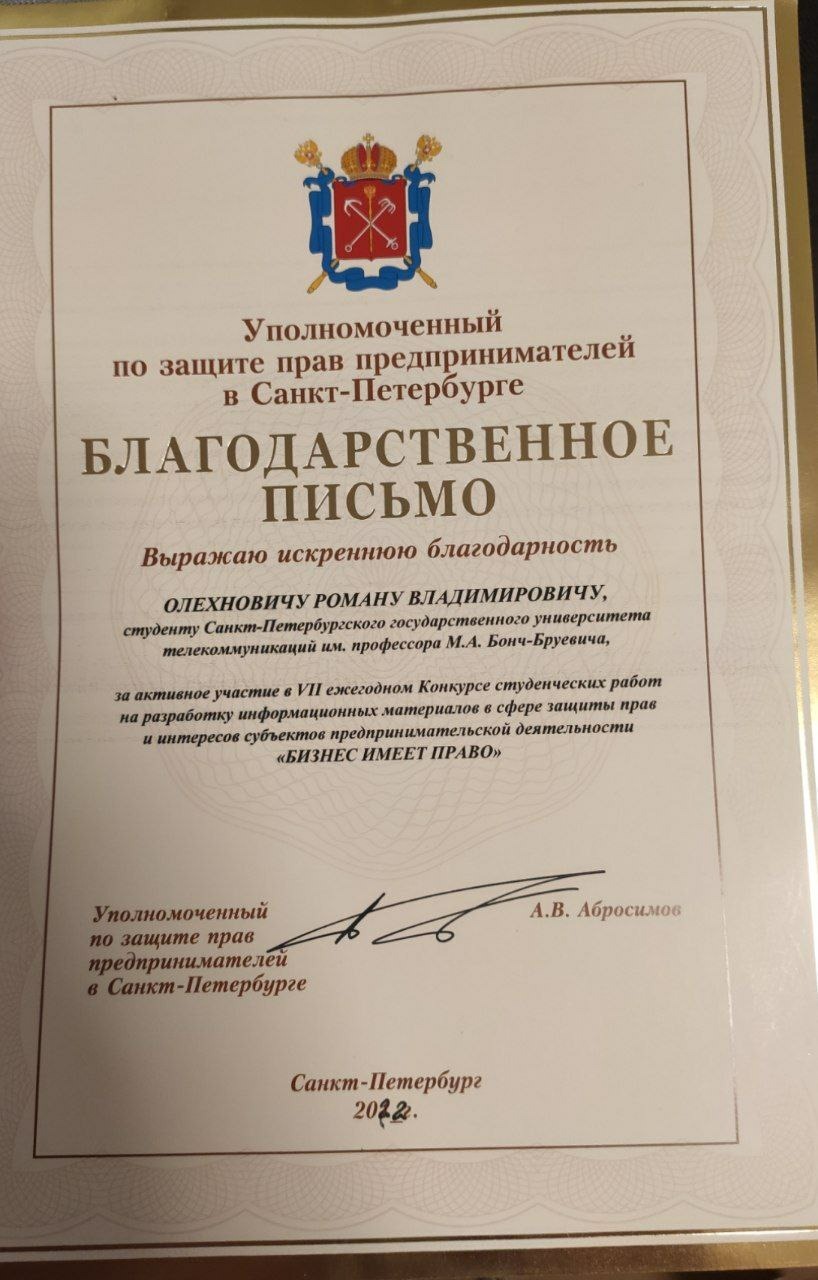 Уполномоченный
по защите прав предпринимателей
в Санкт-Петербурге
БЛАГОДАРСТВЕННОЕ
ПИСЬМО
Выражаю искреннюю благодарность
ОЛЕХНОВИЧУ РОМАНУ ВЛАДИМИРОВИЧУ,
студенту Санкт-Петербургского государственного университета
телекоммуникаций им. профессора М.А. Бонч-Бруевича,
за активное участие в VII ежегодном Конкурсе студенческих работ
на разработку информационных материалов в сфере защиты прав
и интересов субъектов предпринимательской деятельности
«БИЗНЕС ИМЕЕТ ПРАВО»
Уполномоченный
по защите прав
предпринимателей
в Санкт-Петербурге
А.В. Абросимов
Санкт-Петербург
2022г.